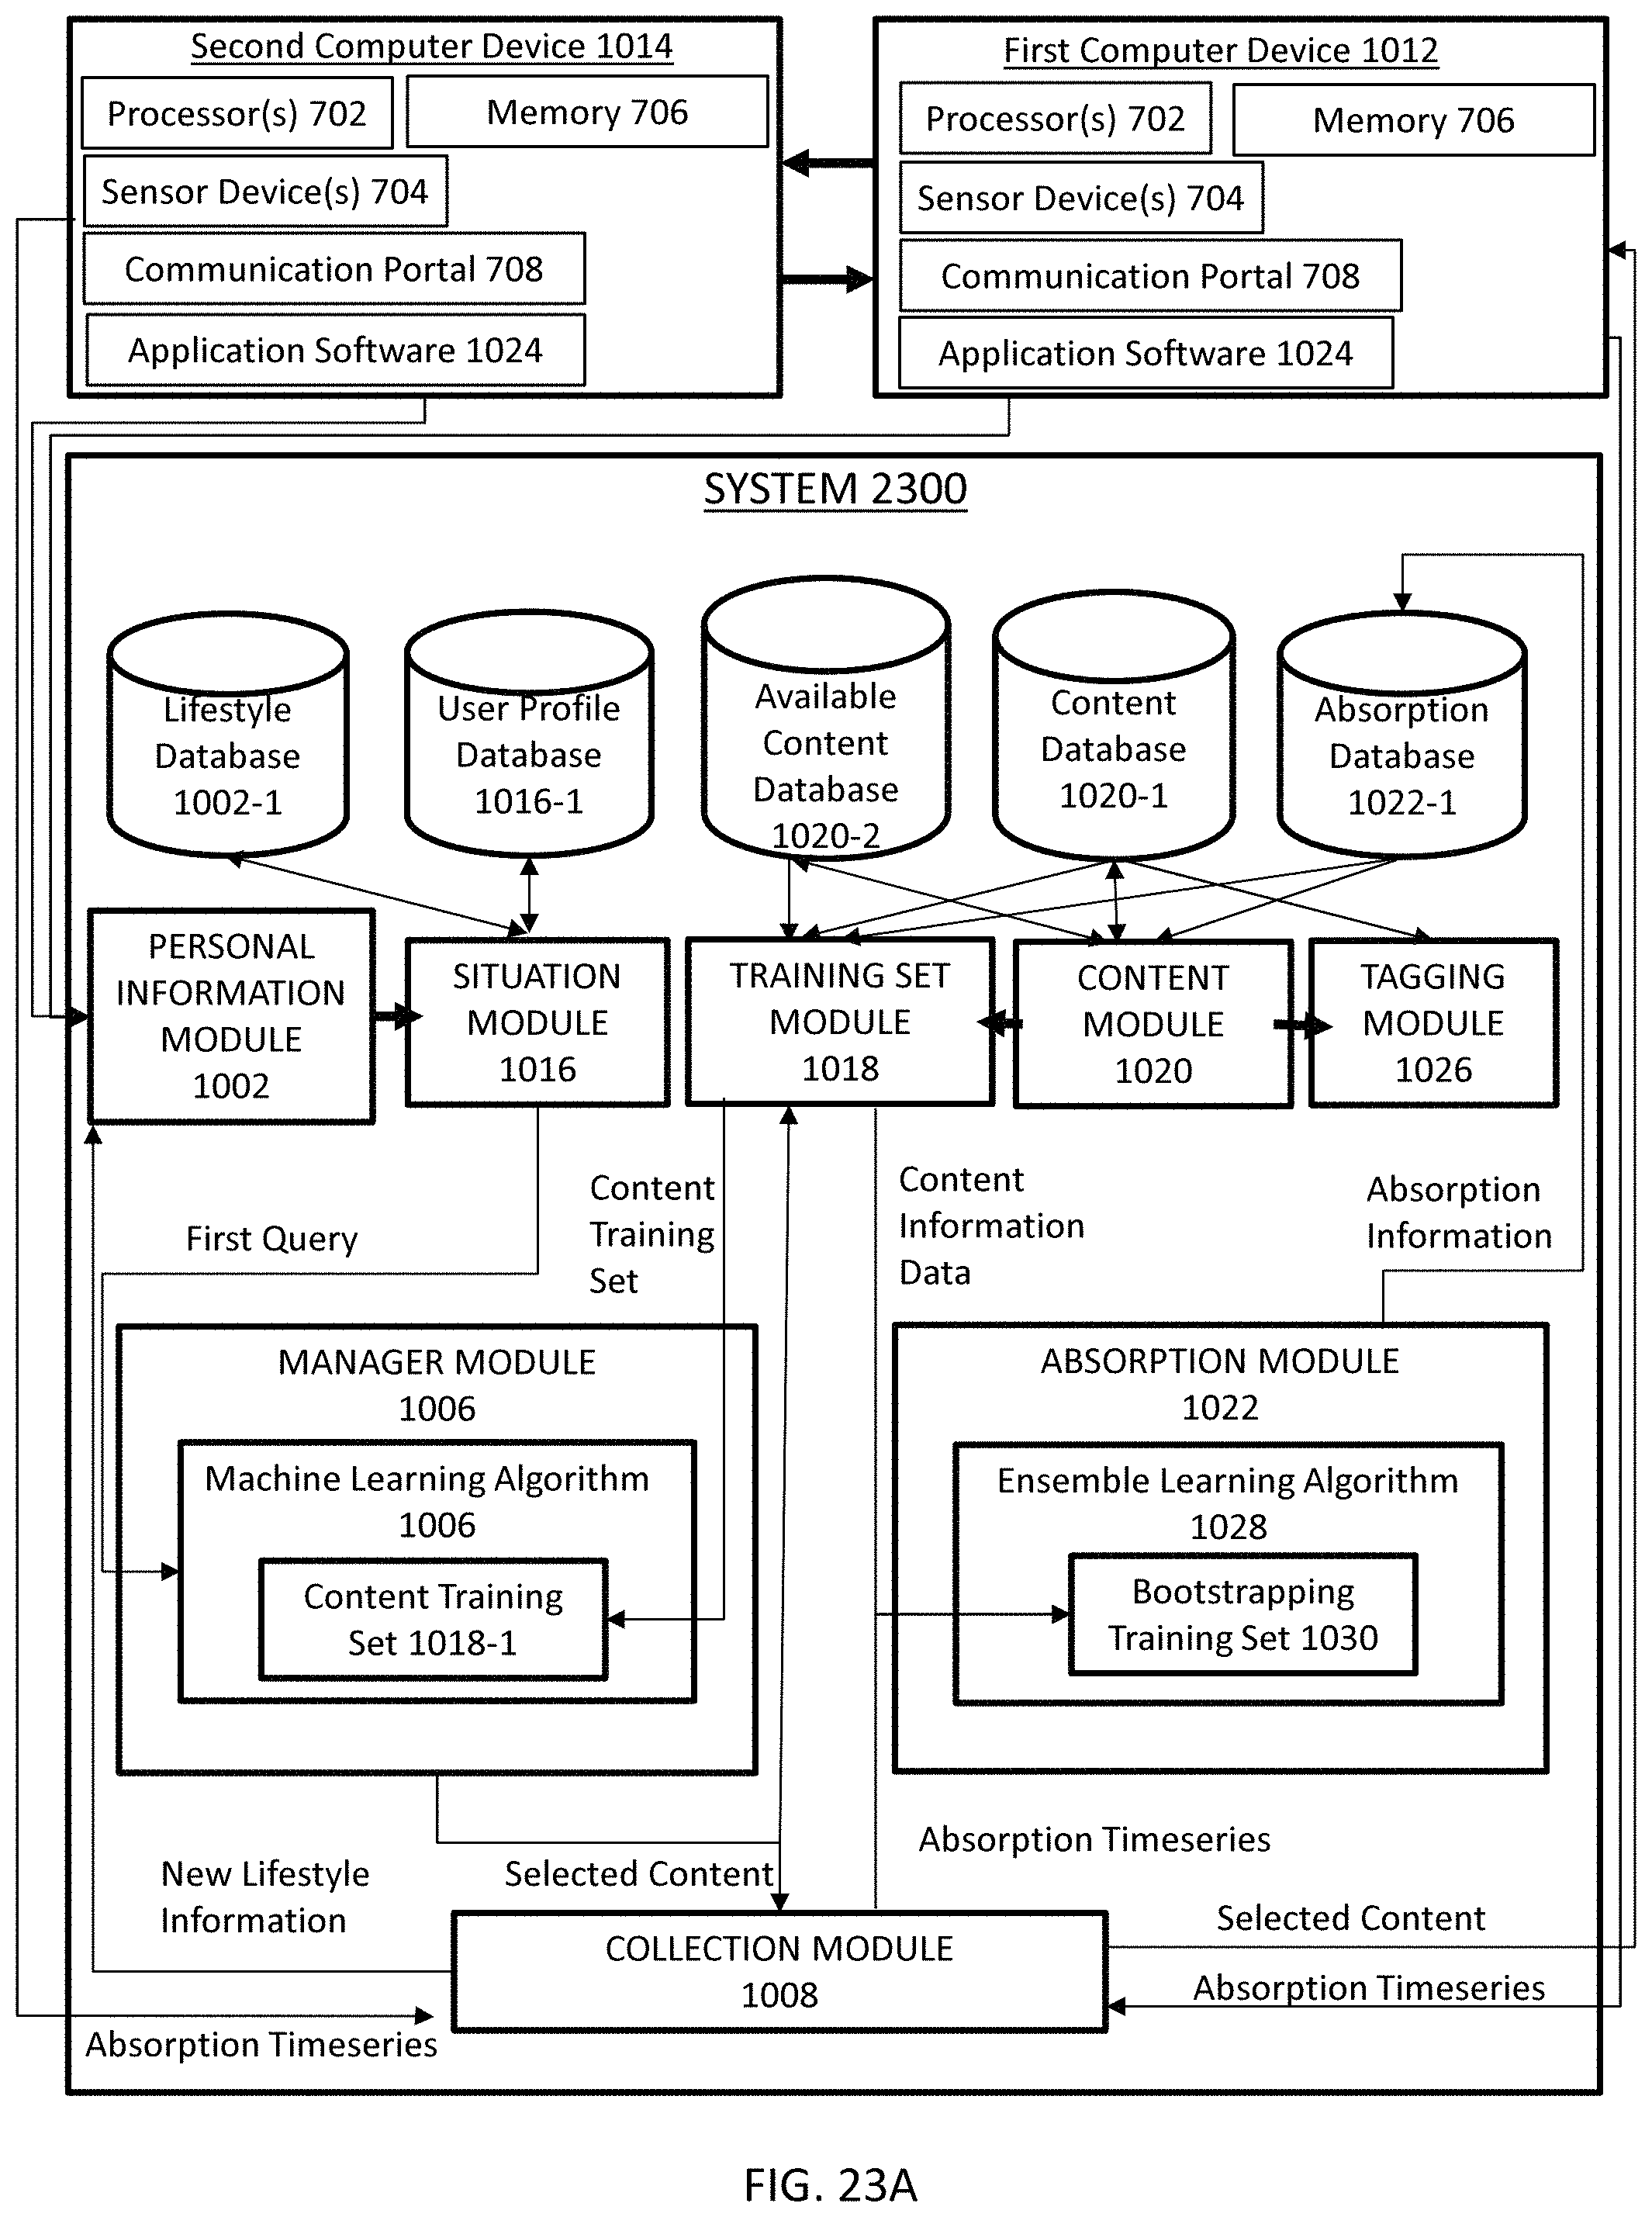 Second Computer Device 1014
Processor(s) 702
Memory 706
Sensor Device(s) 704
Communication Portal 708
Application Software 1024
First Computer Device 1012
Processor(s) 702
Memory 706
Sensor Device(s) 704
Communication Portal 708
Application Software 1024
SYSTEM 2300
Lifestyle
Database
1002-1
User Profile
Database
1016-1
Available
Content
Database
1020-2
Content
Database
1020-1
Absorption
Database
1022-1
PERSONAL
INFORMATION
MODULE
1002
SITUATION
MODULE
1016
TRAINING SET
MODULE
1018
CONTENT
MODULE
1020
TAGGING
MODULE
1026
First Query
Content
Training
Set
Content
Information
Data
Absorption
Information
MANAGER MODULE
1006
Machine Learning Algorithm
1006
Content Training
Set 1018-1
ABSORPTION MODULE
1022
Ensemble Learning Algorithm
1028
Bootstrapping
Training Set 1030
New Lifestyle
Information
Selected Content
Absorption Timeseries
COLLECTION MODULE
1008
Selected Content
Absorption Timeseries
Absorption Timeseries
FIG. 23A